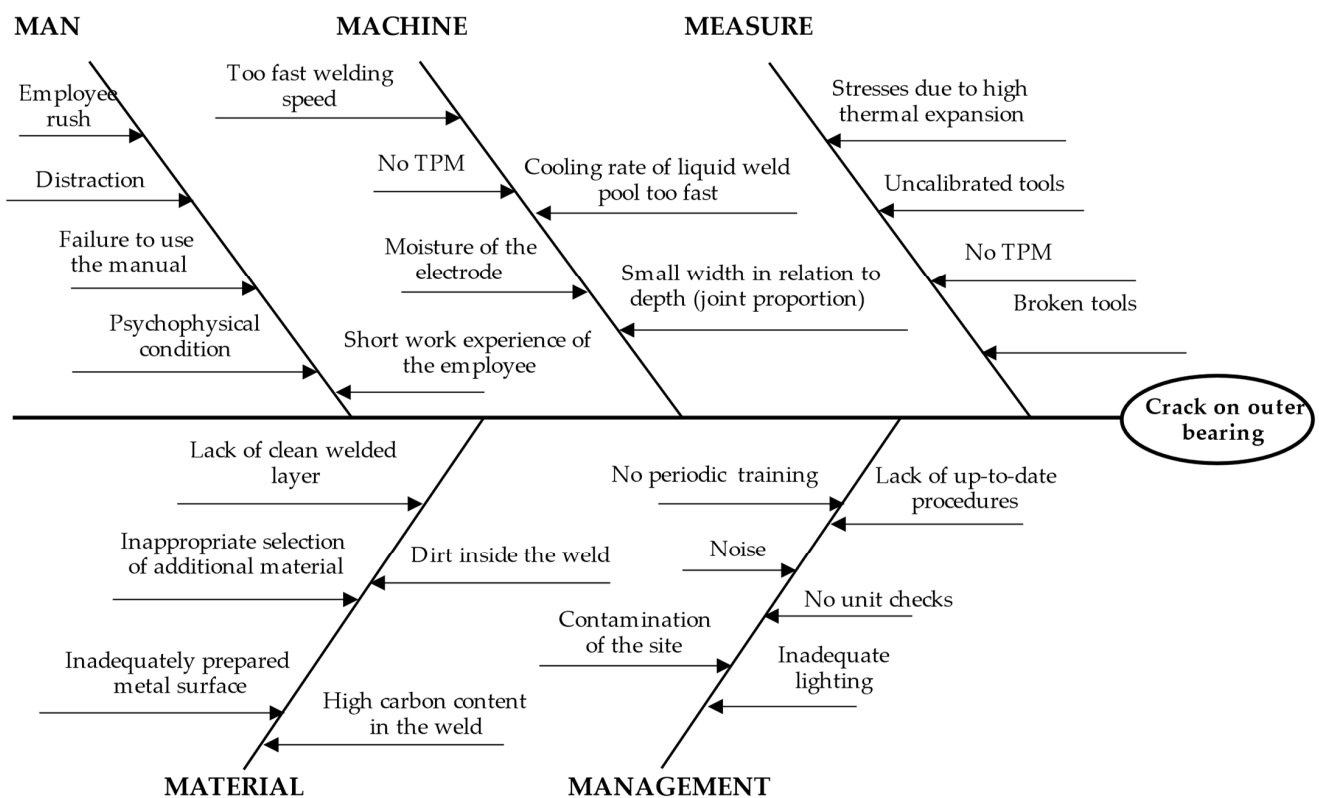 MAN
MACHINE
MEASURE
Employee
rush
Distraction
Failure to use
the manual
Psychophysical
condition
Short work experience of
the employee
Too fast welding
speed
No TPM
Cooling rate of liquid weld
pool too fast
Moisture of the
electrode
Small width in relation to
depth (joint proportion)
Stresses due to high
thermal expansion
Uncalibrated tools
No TPM
Broken tools
Crack on outer
bearing
Lack of clean welded
layer
Inappropriate selection
of additional material
Dirt inside the weld
Inadequately prepared
metal surface
High carbon content
in the weld
No periodic training
Lack of up-to-date
procedures
Noise
No unit checks
Contamination
of the site
Inadequate
lighting
MATERIAL
MANAGEMENT